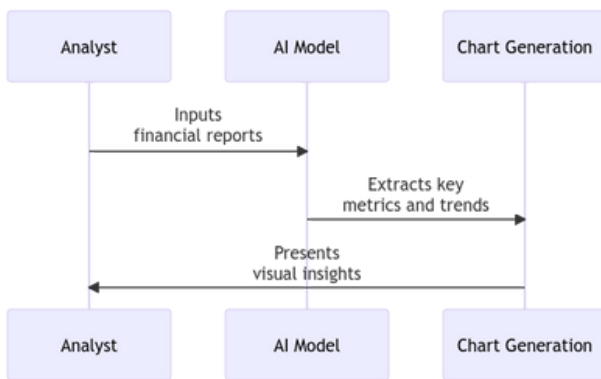 Analyst
AI Model
Chart Generation
Inputs
financial reports
Extracts key
metrics and trends
Presents
visual insights
Analyst
AI Model
Chart Generation